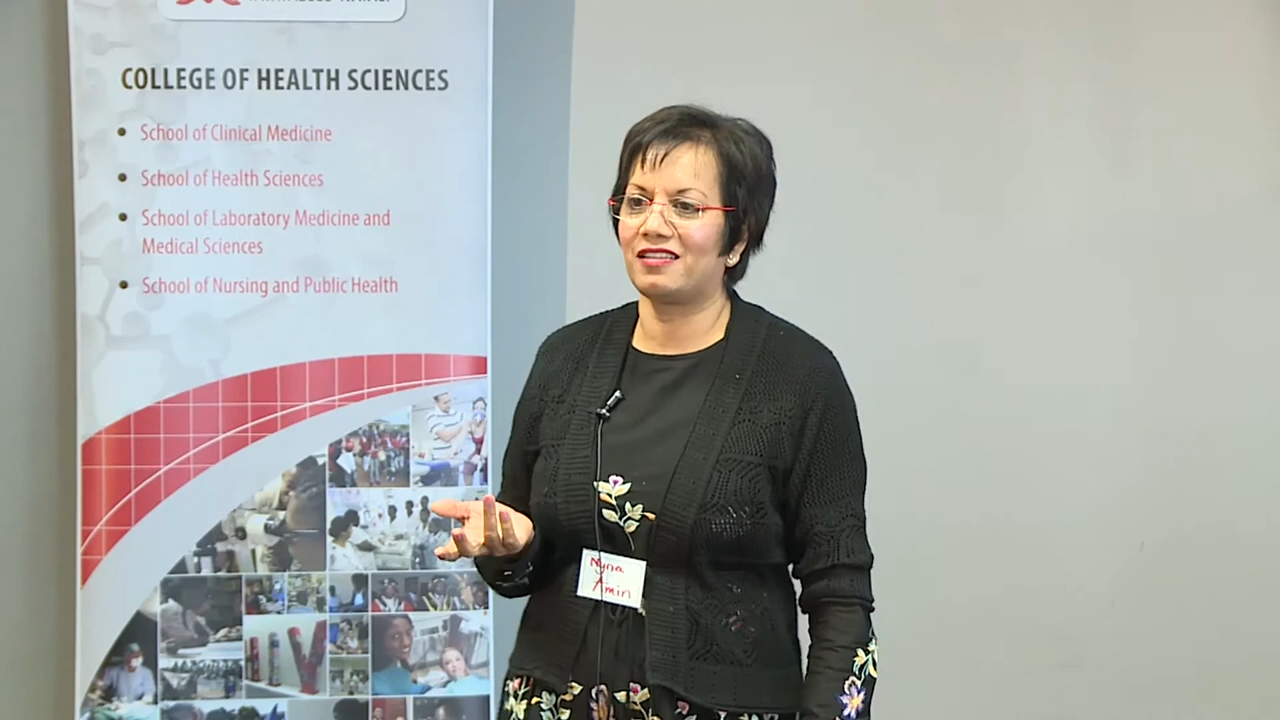 COLLEGE OF HEALTH SCIENCES
• School of Clinical Medicine
• School of Health Sciences
• School of Laboratory Medicine and
Medical Sciences
• School of Nursing and Public Health
Nyna
Amin